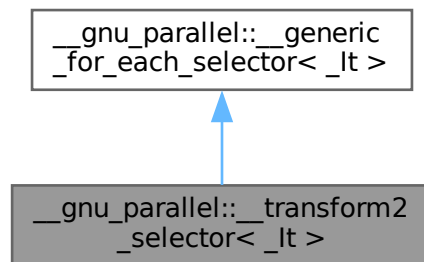 __gnu_parallel::__generic
_for_each_selector< _It >
__gnu_parallel::__transform2
_selector< _It >